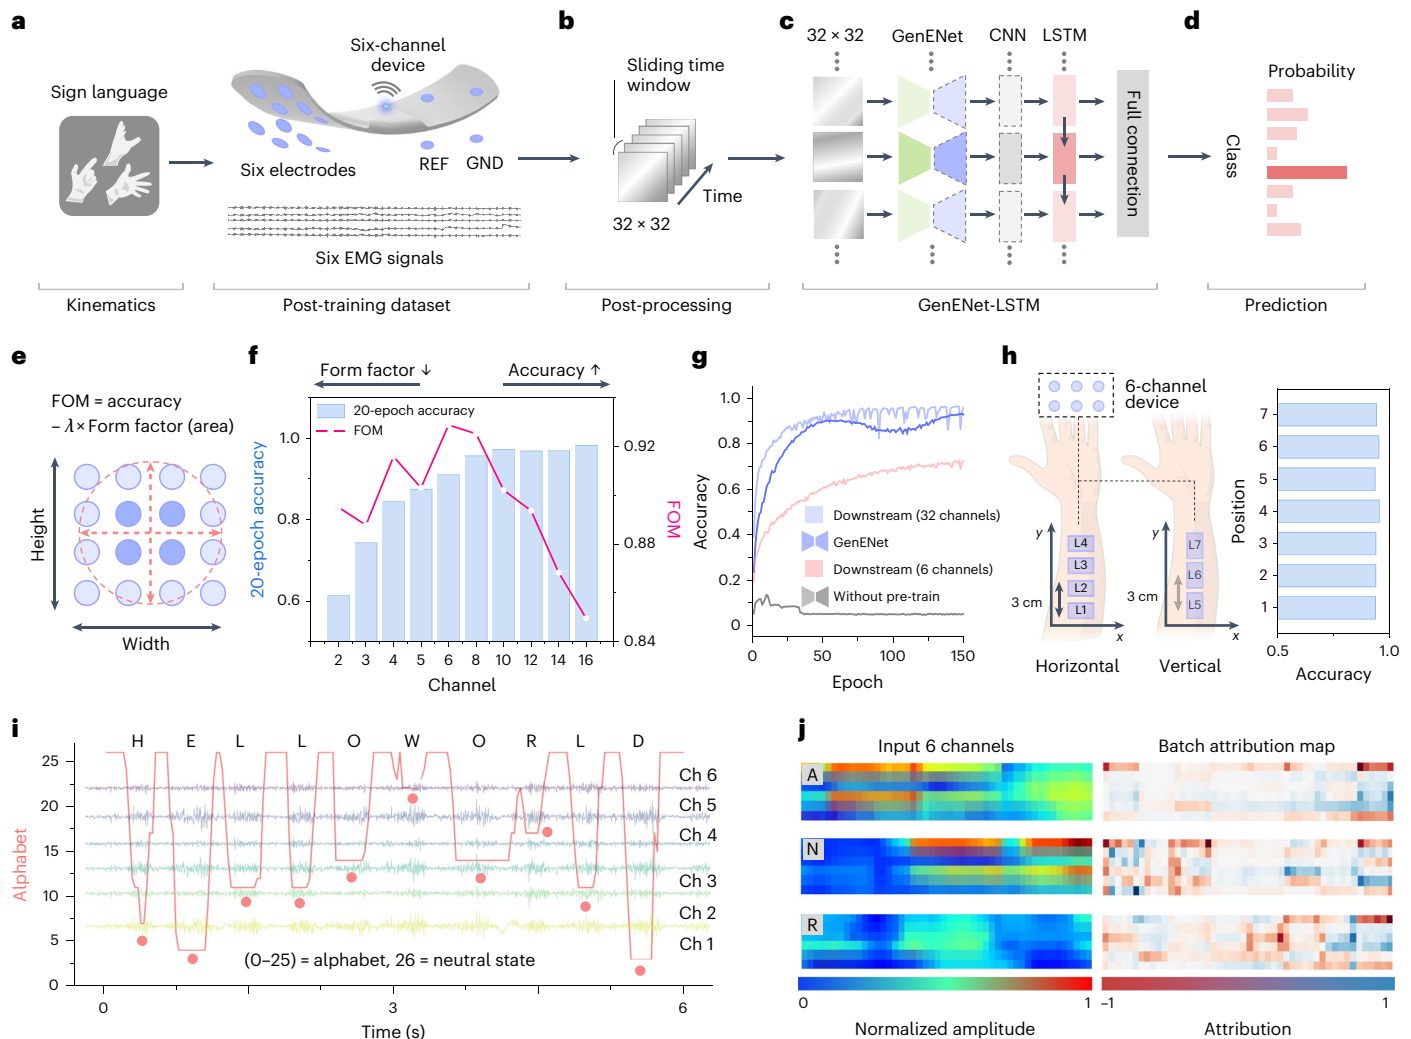 a
Sign language
Six-channel
device
Six electrodes
REF
GND
Six EMG signals
Kinematics
Post-training dataset
b
Sliding time
window
Time
32 × 32
Post-processing
c
32 × 32
GenENet
CNN
LSTM
Full connection
GenENet-LSTM
d
Probability
Class
Prediction
e
FOM = accuracy
− λ × Form factor (area)
Height
Width
f
Form factor ↓
Accuracy ↑
20-epoch accuracy
FOM
20-epoch accuracy
1.0
0.8
0.6
0.92
0.88
0.84
FOM
2 3 4 5 6 8 10 12 14 16
Channel
g
Accuracy
1.0
0.8
0.6
0.4
0.2
0
Downstream (32 channels)
GenENet
Downstream (6 channels)
Without pre-train
0 50 100 150
Epoch
h
6-channel
device
y
L4
L3
L2
L1
3 cm
x
Horizontal
y
L7
L6
L5
3 cm
x
Vertical
Position
7
6
5
4
3
2
1
0.5 1.0
Accuracy
i
H E L L O W O R L D
Alphabet
25
20
15
10
5
0
Ch 6
Ch 5
Ch 4
Ch 3
Ch 2
Ch 1
(0–25) = alphabet, 26 = neutral state
0 3 6
Time (s)
j
Input 6 channels
Batch attribution map
A
N
R
0 1
Normalized amplitude
−1 1
Attribution